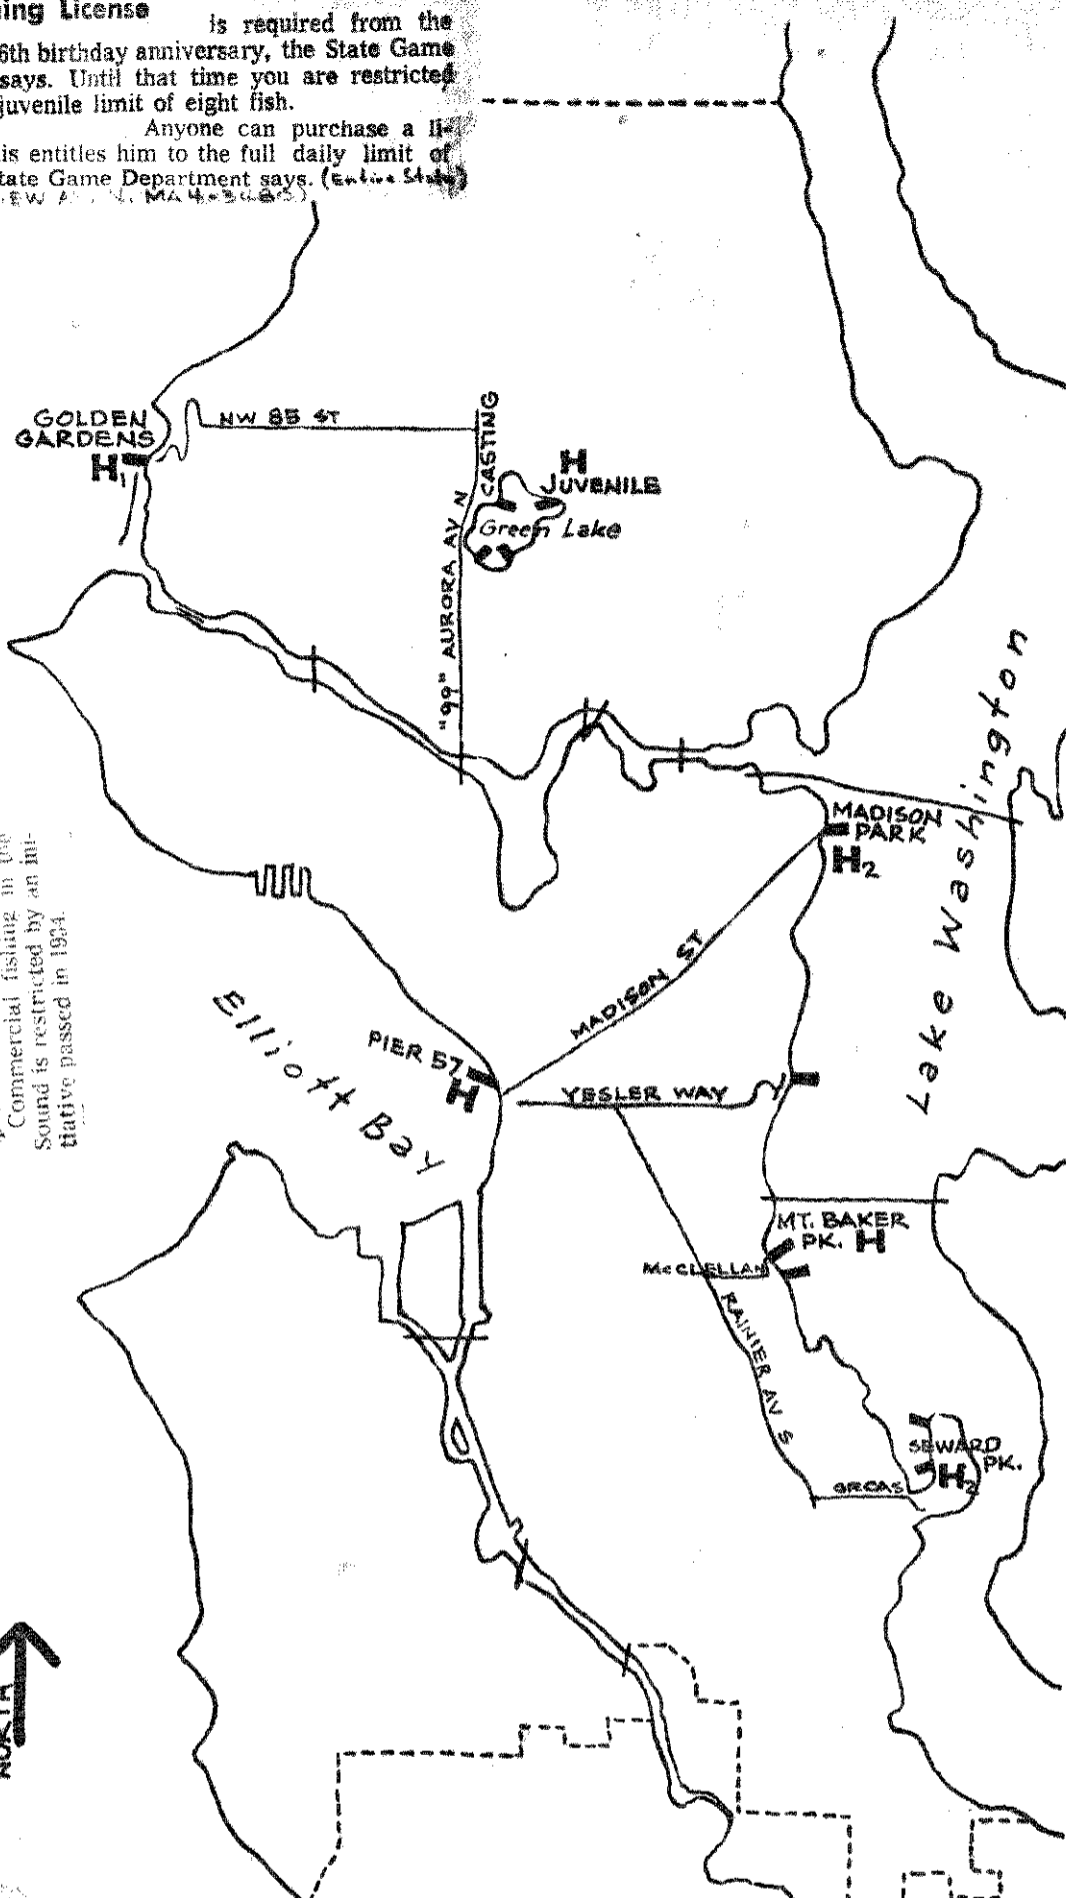 ing License
is required from the
6th birthday anniversary, the State Game
says. Until that time you are restricted
juvenile limit of eight fish.
Anyone can purchase a li-
is entitles him to the full daily limit of
tate Game Department says. (Entire State)
GOLDEN
GARDENS
H1
NW 85 ST
CASTING
H
JUVENILE
Green Lake
"99" AURORA AV N
MADISON
PARK
H2
Lake Washington
Commercial fishing in the
Sound is restricted by an ini-
tiative passed in 1934.
Elliott Bay
PIER 57
H
MADISON ST
YESLER WAY
MT. BAKER
PK. H
McCLELLAN
RAINIER AV S
SEWARD
PK.
H2
ORCAS
NORTH